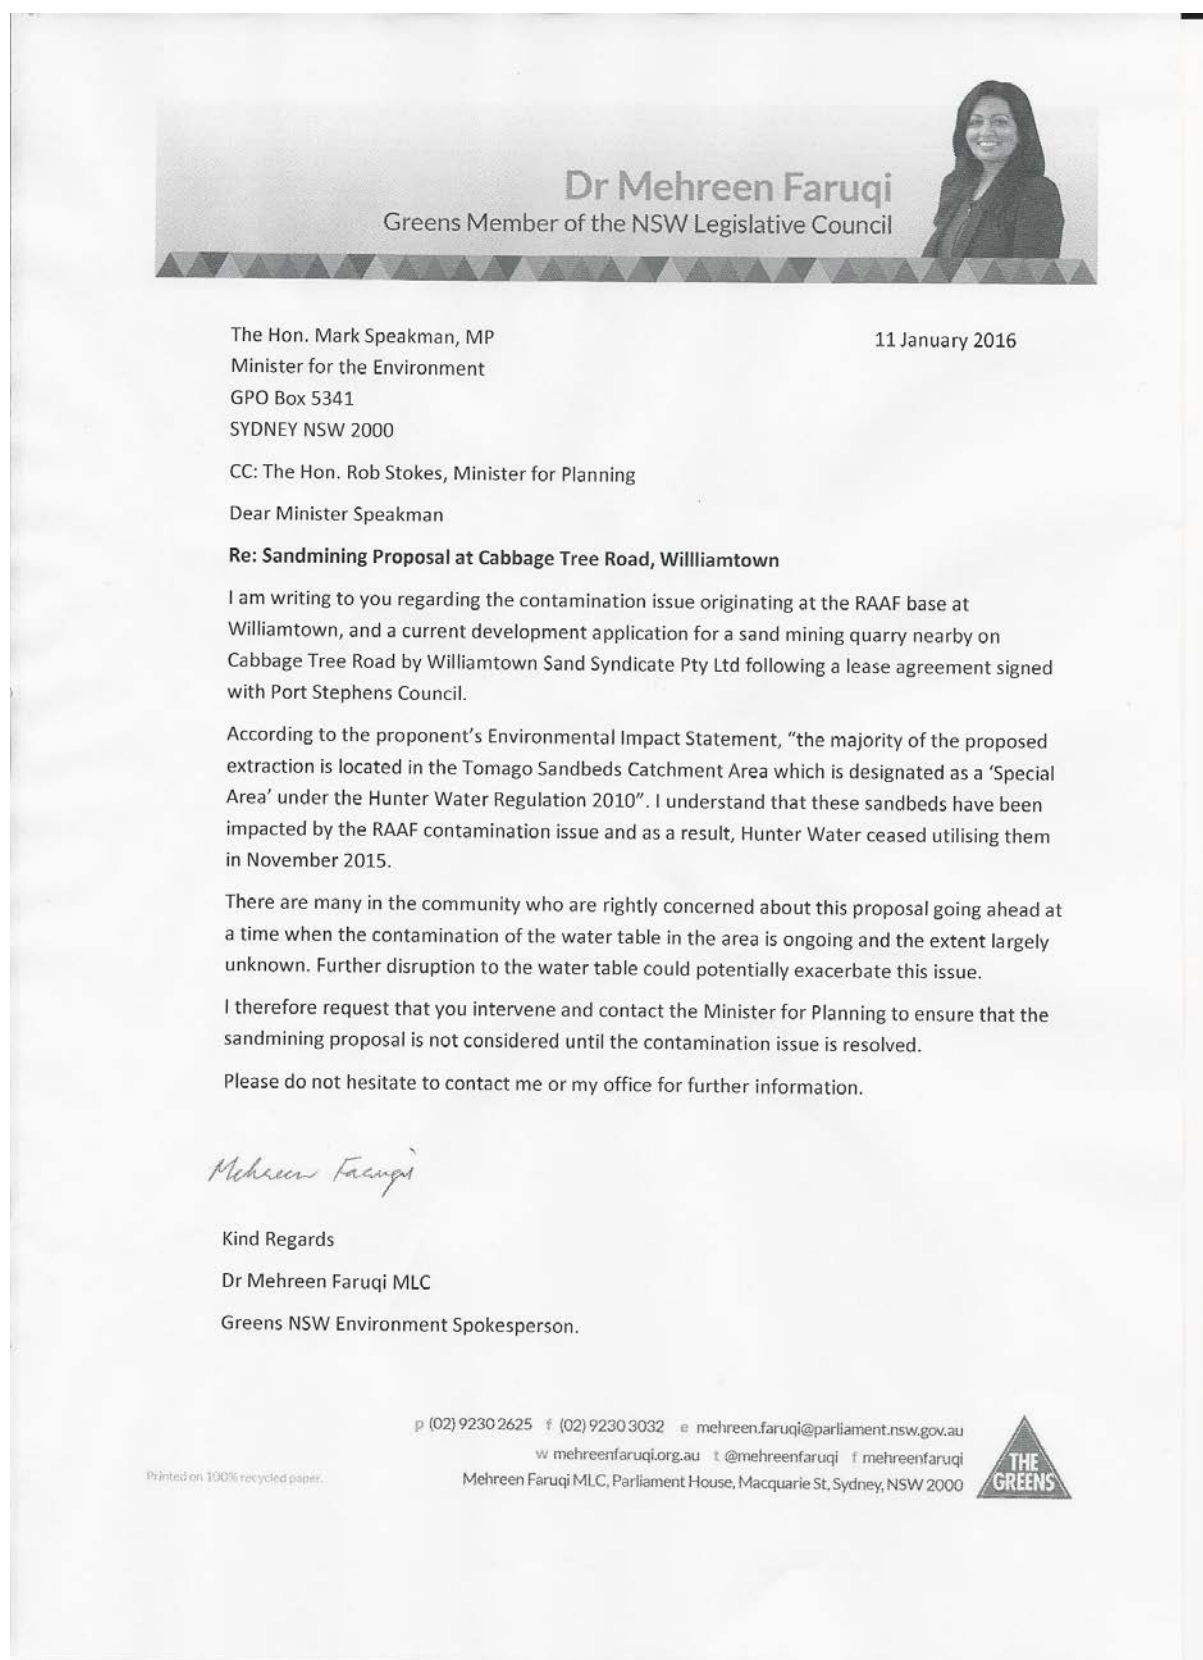 Dr Mehreen Faruqi
Greens Member of the NSW Legislative Council
The Hon. Mark Speakman, MP
11 January 2016
Minister for the Environment
GPO Box 5341
SYDNEY NSW 2000
CC: The Hon. Rob Stokes, Minister for Planning
Dear Minister Speakman
Re: Sandmining Proposal at Cabbage Tree Road, Willliamtown
I am writing to you regarding the contamination issue originating at the RAAF base at
Williamtown, and a current development application for a sand mining quarry nearby on
Cabbage Tree Road by Williamtown Sand Syndicate Pty Ltd following a lease agreement signed
with Port Stephens Council.
According to the proponent's Environmental Impact Statement, "the majority of the proposed
extraction is located in the Tomago Sandbeds Catchment Area which is designated as a 'Special
Area' under the Hunter Water Regulation 2010". I understand that these sandbeds have been
impacted by the RAAF contamination issue and as a result, Hunter Water ceased utilising them
in November 2015.
There are many in the community who are rightly concerned about this proposal going ahead at
a time when the contamination of the water table in the area is ongoing and the extent largely
unknown. Further disruption to the water table could potentially exacerbate this issue.
I therefore request that you intervene and contact the Minister for Planning to ensure that the
sandmining proposal is not considered until the contamination issue is resolved.
Please do not hesitate to contact me or my office for further information.
Mehreen Faruqi
Kind Regards
Dr Mehreen Faruqi MLC
Greens NSW Environment Spokesperson.
p (02) 9230 2625 f (02) 9230 3032 e mehreen.faruqi@parliament.nsw.gov.au
w mehreenfaruqi.org.au t @mehreenfaruqi f mehreenfaruqi
Printed on 100% recycled paper.
Mehreen Faruqi MLC, Parliament House, Macquarie St, Sydney, NSW 2000
THE
GREENS